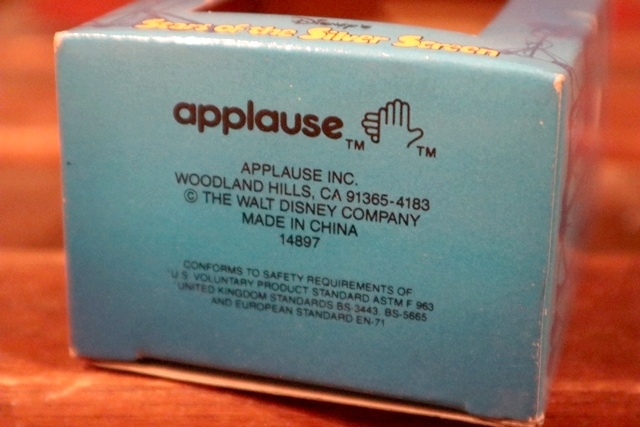 Disney's
Stars of the Silver Screen
applause TM TM
APPLAUSE INC.
WOODLAND HILLS, CA 91365-4183
© THE WALT DISNEY COMPANY
MADE IN CHINA
14897
CONFORMS TO SAFETY REQUIREMENTS OF
U.S. VOLUNTARY PRODUCT STANDARD ASTM F 963
UNITED KINGDOM STANDARDS BS-3443, BS-5665
AND EUROPEAN STANDARD EN-71